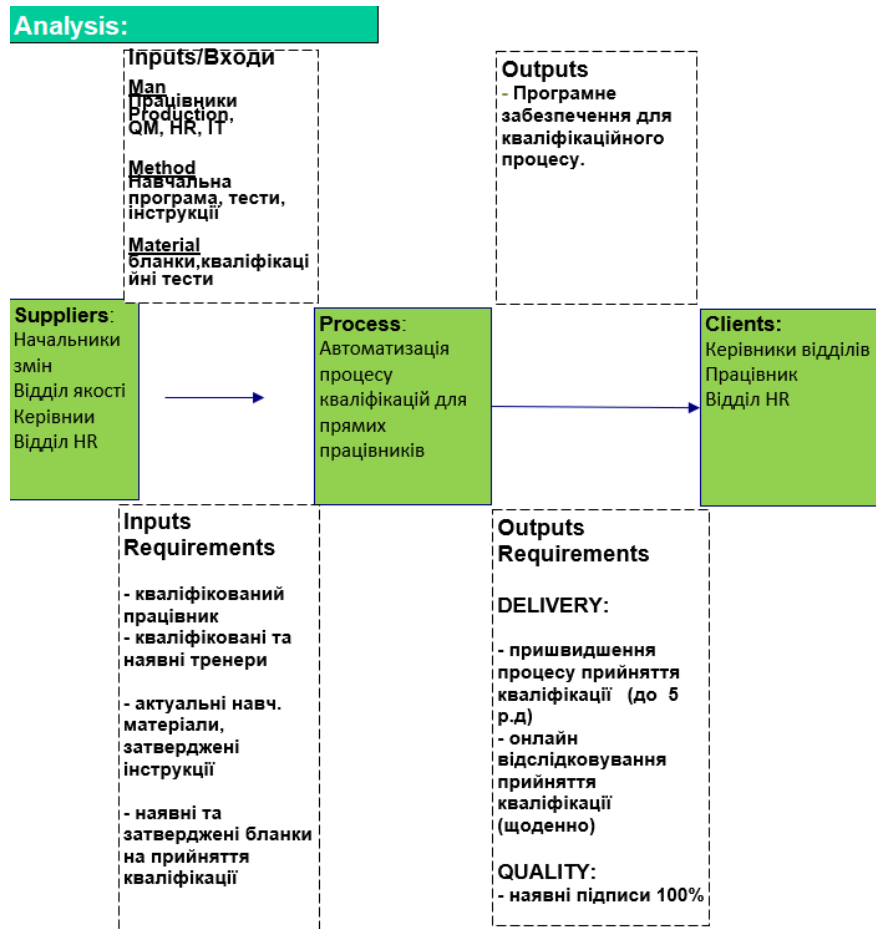 Analysis:
Inputs/Входи
Man
Працівники
Production,
QM, HR, IT
Method
Навчальна
програма, тести,
інструкції
Material
бланки,кваліфікаці
йні тести
Outputs
- Програмне
забезпечення для
кваліфікаційного
процесу.
Suppliers:
Начальники
змін
Відділ якості
Керівнии
Відділ HR
Process:
Автоматизація
процесу
кваліфікацій для
прямих
працівників
Clients:
Керівники відділів
Працівник
Відділ HR
Inputs
Requirements
- кваліфікований
працівник
- кваліфіковані та
наявні тренери
- актуальні навч.
матеріали,
затверджені
інструкції
- наявні та
затверджені бланки
на прийняття
кваліфікації
Outputs
Requirements
DELIVERY:
- пришвидшення
процесу прийняття
кваліфікації (до 5
р.д)
- онлайн
відслідковування
прийняття
кваліфікації
(щоденно)
QUALITY:
- наявні підписи 100%